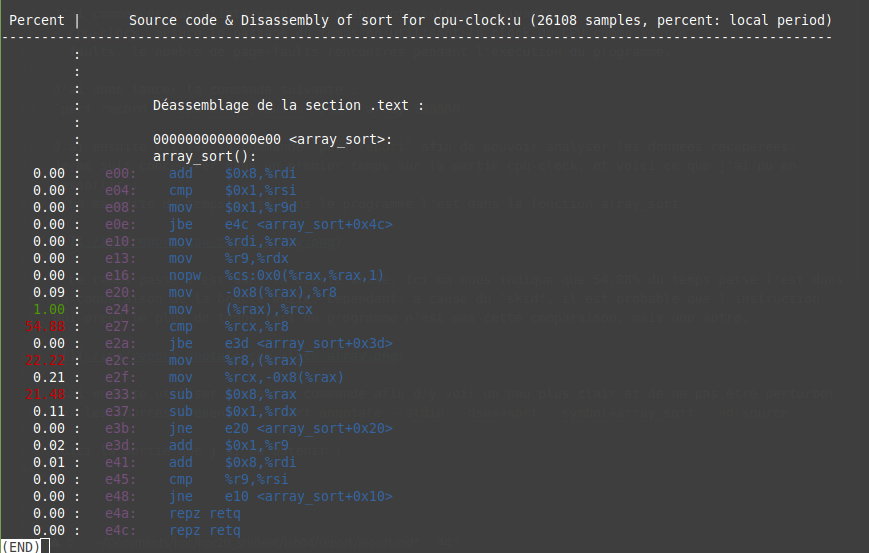 Percent |      Source code & Disassembly of sort for cpu-clock:u (26108 samples, percent: local period)
--------------------------------------------------------------------------------------------------------
:
:
:
: Déassemblage de la section .text :
:
: 0000000000000e00 <array_sort>:
: array_sort():
0.00 : e00: add $0x8,%rdi
0.00 : e04: cmp $0x1,%rsi
0.00 : e08: mov $0x1,%r9d
0.00 : e0e: jbe e4c <array_sort+0x4c>
0.00 : e10: mov %rdi,%rax
0.00 : e13: mov %r9,%rdx
0.00 : e16: nopw %cs:0x0(%rax,%rax,1)
0.09 : e20: mov -0x8(%rax),%r8
1.00 : e24: mov (%rax),%rcx
54.88 : e27: cmp %rcx,%r8
0.00 : e2a: jbe e3d <array_sort+0x3d>
22.22 : e2c: mov %r8,(%rax)
0.21 : e2f: mov %rcx,-0x8(%rax)
21.48 : e33: sub $0x8,%rax
0.11 : e37: sub $0x1,%rdx
0.00 : e3b: jne e20 <array_sort+0x20>
0.02 : e3d: add $0x1,%r9
0.01 : e41: add $0x8,%rdi
0.00 : e45: cmp %r9,%rsi
0.00 : e48: jne e10 <array_sort+0x10>
0.00 : e4a: repz retq
0.00 : e4c: repz retq
(END)